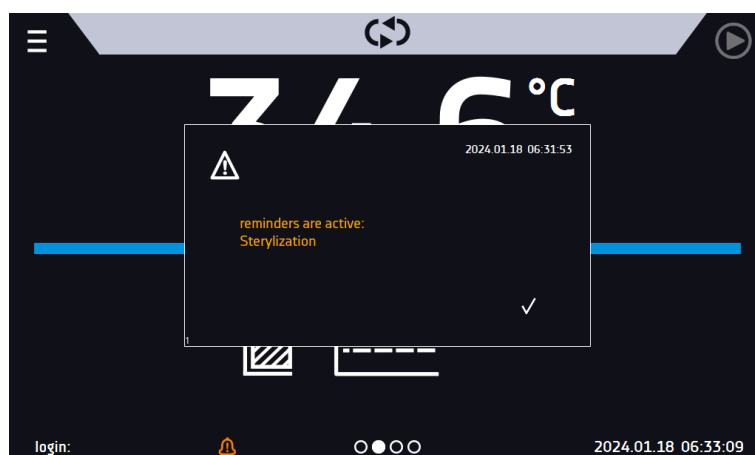 °C
2024.01.18 06:31:53
reminders are active:
Sterylization
1
login:
2024.01.18 06:33:09